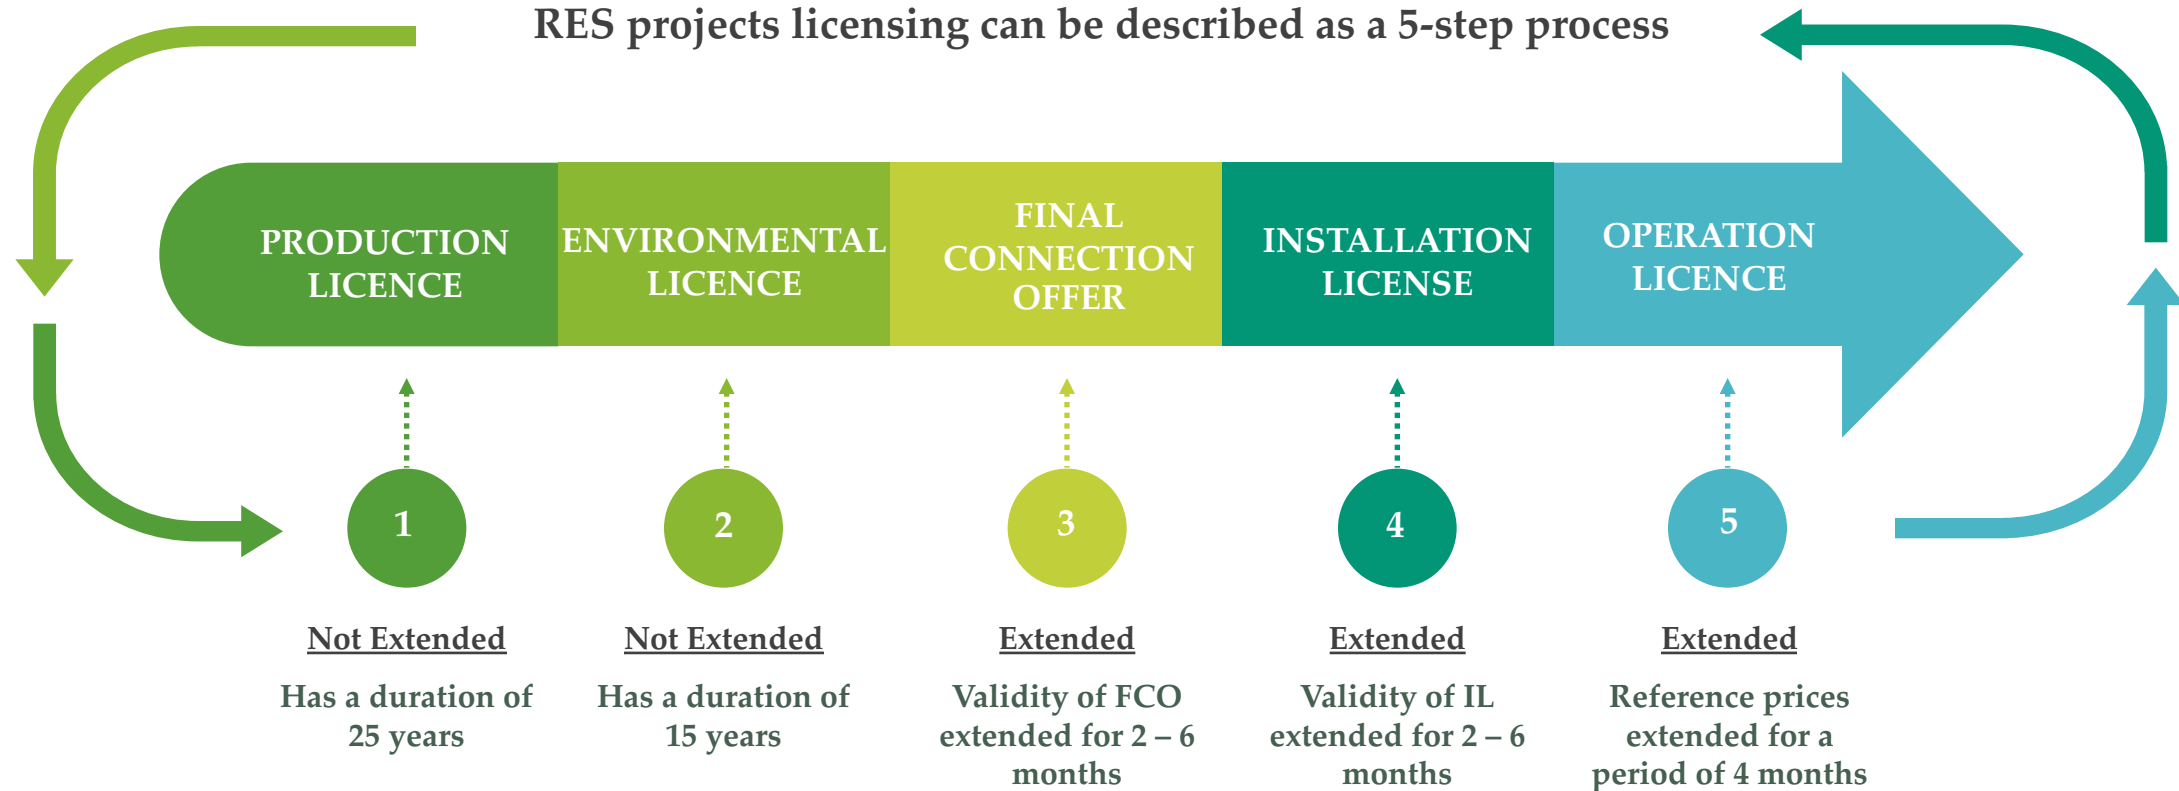 RES projects licensing can be described as a 5-step process
PRODUCTION
LICENCE
ENVIRONMENTAL
LICENCE
FINAL
CONNECTION
OFFER
INSTALLATION
LICENSE
OPERATION
LICENCE
1
2
3
4
5
Not Extended
Has a duration of
25 years
Not Extended
Has a duration of
15 years
Extended
Validity of FCO
extended for 2 – 6
months
Extended
Validity of IL
extended for 2 – 6
months
Extended
Reference prices
extended for a
period of 4 months